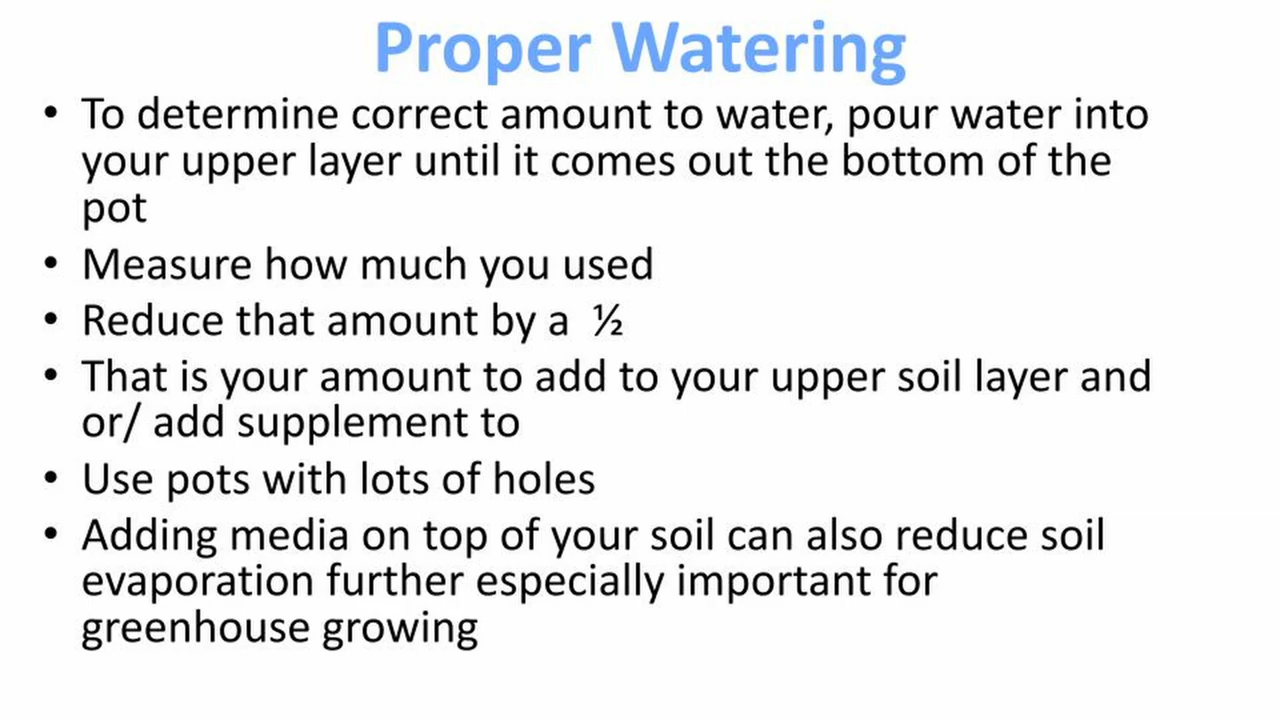 Proper Watering
• To determine correct amount to water, pour water into
your upper layer until it comes out the bottom of the
pot
• Measure how much you used
• Reduce that amount by a ½
• That is your amount to add to your upper soil layer and
or/ add supplement to
• Use pots with lots of holes
• Adding media on top of your soil can also reduce soil
evaporation further especially important for
greenhouse growing